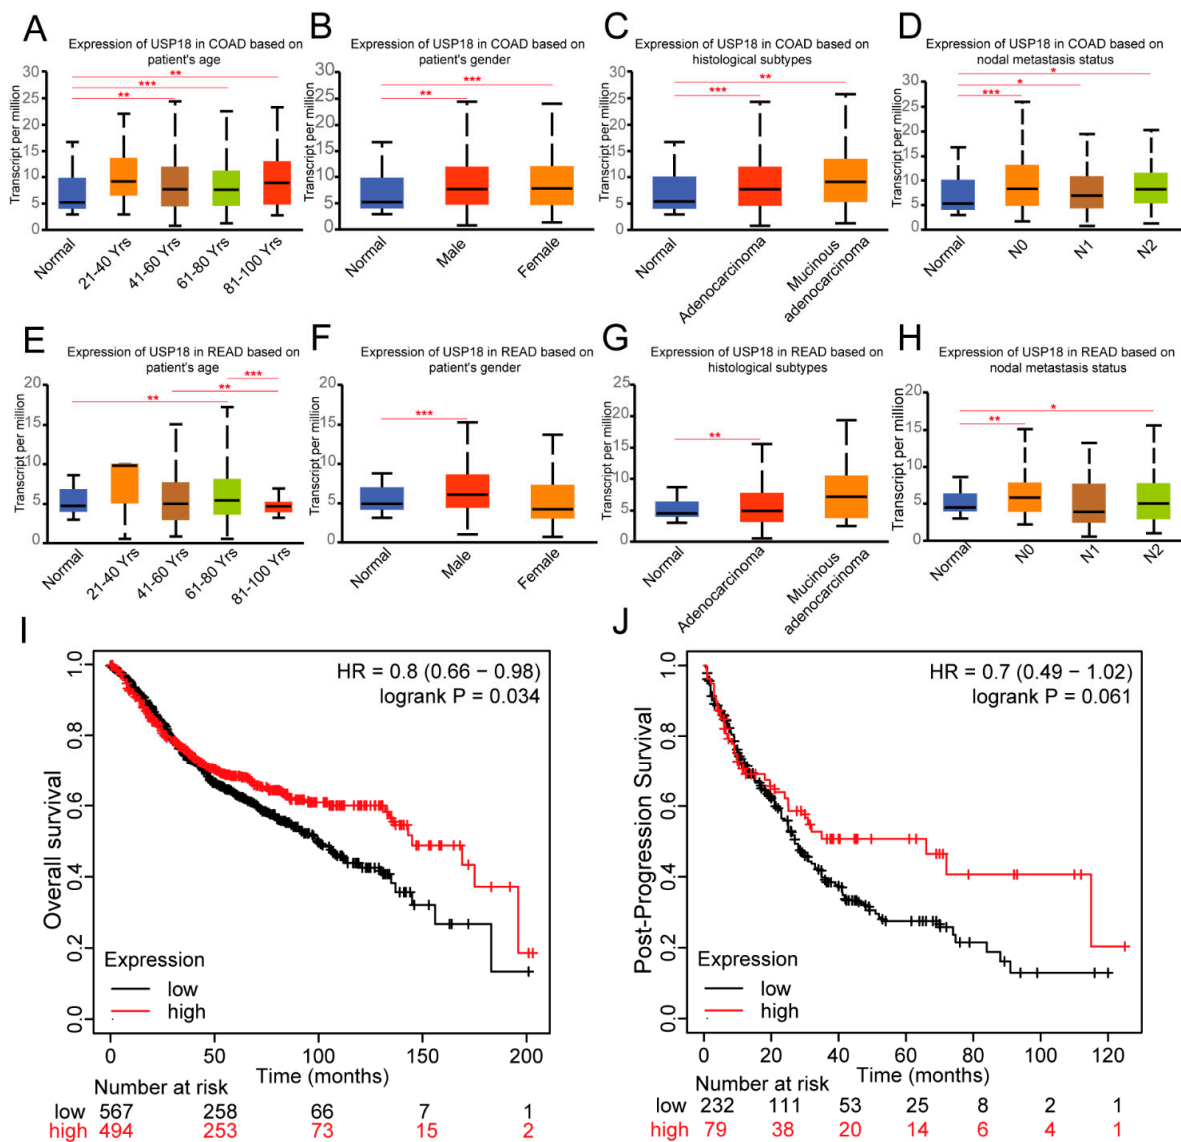 A
Expression of USP18 in COAD based on
patient's age
Transcript per million
30
25
20
15
10
5
0
**
***
**
Normal
21-40 Yrs
41-60 Yrs
61-80 Yrs
81-100 Yrs
B
Expression of USP18 in COAD based on
patient's gender
Transcript per million
30
25
20
15
10
5
0
***
**
Normal
Male
Female
C
Expression of USP18 in COAD based on
histological subtypes
Transcript per million
30
25
20
15
10
5
0
**
***
Normal
Adenocarcinoma
Mucinous
adenocarcinoma
D
Expression of USP18 in COAD based on
nodal metastasis status
Transcript per million
30
25
20
15
10
5
0
*
*
***
Normal
N0
N1
N2
E
Expression of USP18 in READ based on
patient's age
Transcript per million
20
15
10
5
0
***
**
**
Normal
21-40 Yrs
41-60 Yrs
61-80 Yrs
81-100 Yrs
F
Expression of USP18 in READ based on
patient's gender
Transcript per million
20
15
10
5
0
***
Normal
Male
Female
G
Expression of USP18 in READ based on
histological subtypes
Transcript per million
25
20
15
10
5
0
**
Normal
Adenocarcinoma
Mucinous
adenocarcinoma
H
Expression of USP18 in READ based on
nodal metastasis status
Transcript per million
20
15
10
5
0
*
**
Normal
N0
N1
N2
I
HR = 0.8 (0.66 − 0.98)
logrank P = 0.034
Overall survival
1.0
0.8
0.6
0.4
0.2
0.0
Expression
low
high
0 50 100 150 200
Time (months)
Number at risk
low 567 258 66 7 1
high 494 253 73 15 2
J
HR = 0.7 (0.49 − 1.02)
logrank P = 0.061
Post-Progression Survival
1.0
0.8
0.6
0.4
0.2
0.0
Expression
low
high
0 20 40 60 80 100 120
Time (months)
Number at risk
low 232 111 53 25 8 2 1
high 79 38 20 14 6 4 1